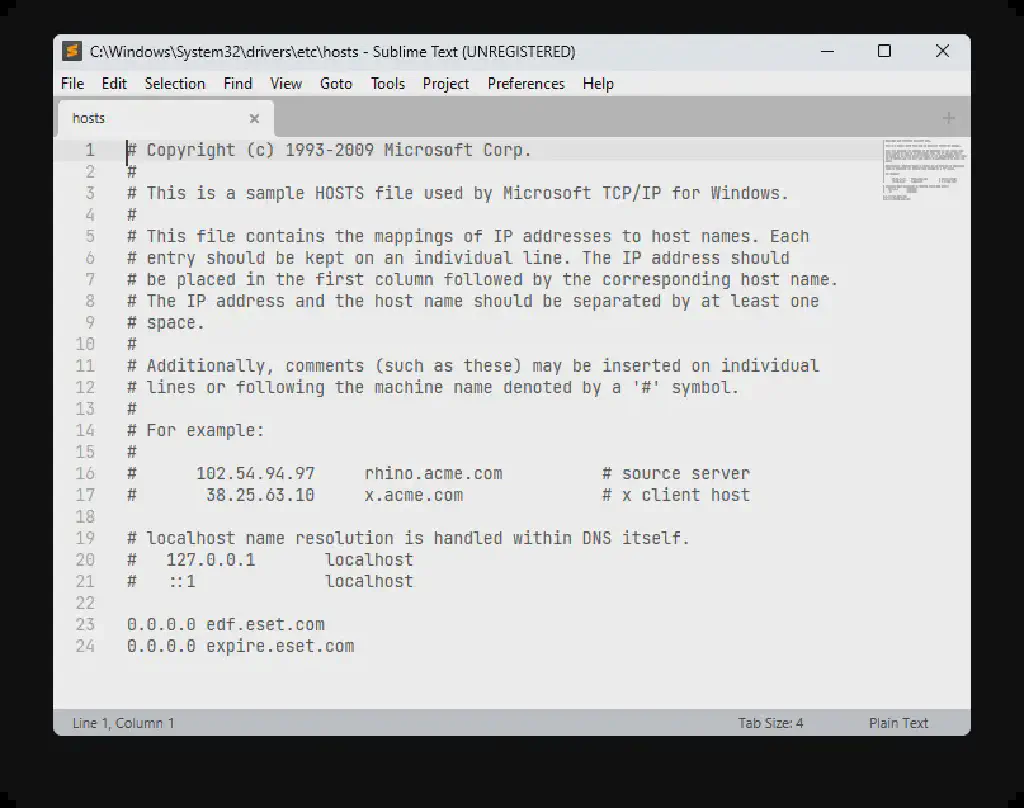 C:\Windows\System32\drivers\etc\hosts - Sublime Text (UNREGISTERED)
File Edit Selection Find View Goto Tools Project Preferences Help
hosts
1 # Copyright (c) 1993-2009 Microsoft Corp.
2 #
3 # This is a sample HOSTS file used by Microsoft TCP/IP for Windows.
4 #
5 # This file contains the mappings of IP addresses to host names. Each
6 # entry should be kept on an individual line. The IP address should
7 # be placed in the first column followed by the corresponding host name.
8 # The IP address and the host name should be separated by at least one
9 # space.
10 #
11 # Additionally, comments (such as these) may be inserted on individual
12 # lines or following the machine name denoted by a '#' symbol.
13 #
14 # For example:
15 #
16 #      102.54.94.97     rhino.acme.com          # source server
17 #       38.25.63.10     x.acme.com              # x client host
18
19 # localhost name resolution is handled within DNS itself.
20 #   127.0.0.1       localhost
21 #   ::1             localhost
22
23 0.0.0.0 edf.eset.com
24 0.0.0.0 expire.eset.com
Line 1, Column 1 Tab Size: 4 Plain Text